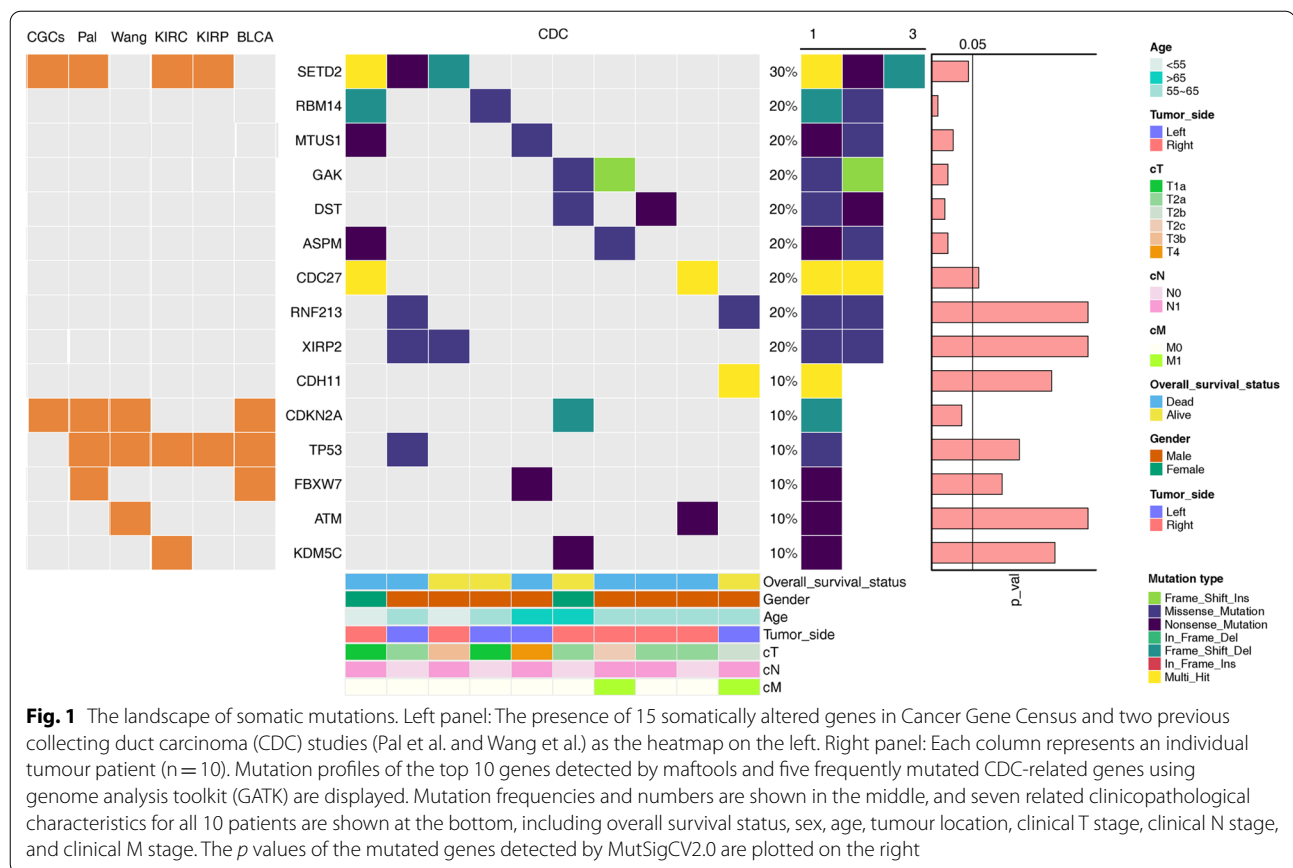 CGCs Pal Wang KIRC KIRP BLCA
CDC
1 3
0.05
SETD2 30%
RBM14 20%
MTUS1 20%
GAK 20%
DST 20%
ASPM 20%
CDC27 20%
RNF213 20%
XIRP2 20%
CDH11 10%
CDKN2A 10%
TP53 10%
FBXW7 10%
ATM 10%
KDM5C 10%
Overall_survival_status
Gender
Age
Tumor_side
cT
cN
cM
p_val
Age
<55
>65
55~65
Tumor_side
Left
Right
cT
T1a
T2a
T2b
T2c
T3b
T4
cN
N0
N1
cM
M0
M1
Overall_survival_status
Dead
Alive
Gender
Male
Female
Tumor_side
Left
Right
Mutation type
Frame_Shift_Ins
Missense_Mutation
Nonsense_Mutation
In_Frame_Del
Frame_Shift_Del
In_Frame_Ins
Multi_Hit
Fig. 1 The landscape of somatic mutations. Left panel: The presence of 15 somatically altered genes in Cancer Gene Census and two previous
collecting duct carcinoma (CDC) studies (Pal et al. and Wang et al.) as the heatmap on the left. Right panel: Each column represents an individual
tumour patient (n = 10). Mutation profiles of the top 10 genes detected by maftools and five frequently mutated CDC-related genes using
genome analysis toolkit (GATK) are displayed. Mutation frequencies and numbers are shown in the middle, and seven related clinicopathological
characteristics for all 10 patients are shown at the bottom, including overall survival status, sex, age, tumour location, clinical T stage, clinical N stage,
and clinical M stage. The p values of the mutated genes detected by MutSigCV2.0 are plotted on the right